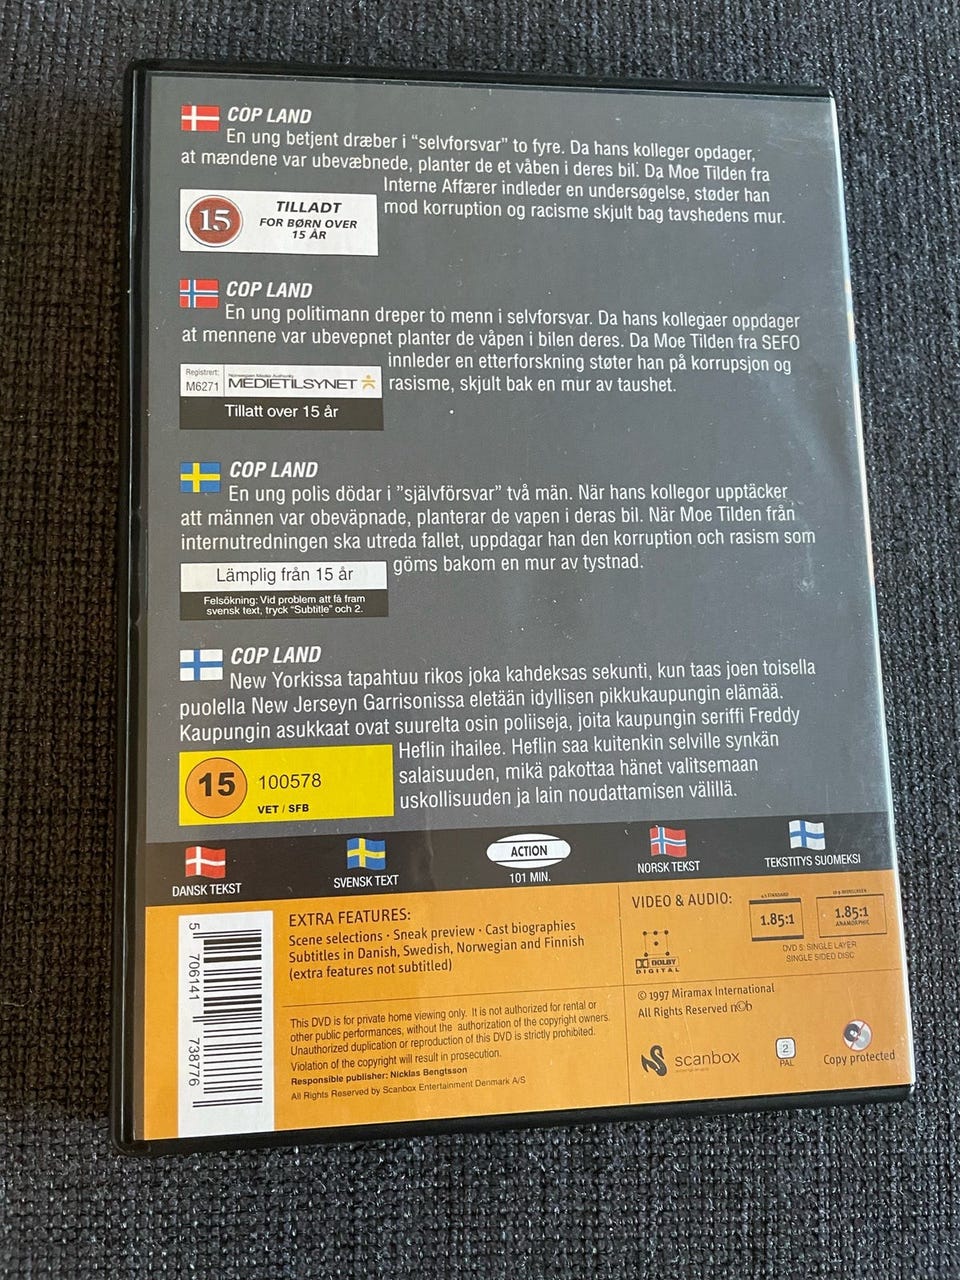 COP LAND
En ung betjent dræber i “selvforsvar” to fyre. Da hans kolleger opdager,
at mændene var ubevæbnede, planter de et våben i deres bil. Da Moe Tilden fra
Interne Affærer indleder en undersøgelse, støder han
mod korruption og racisme skjult bag tavshedens mur.
15
TILLADT
FOR BØRN OVER
15 ÅR
COP LAND
En ung politimann dreper to menn i selvforsvar. Da hans kollegaer oppdager
at mennene var ubevepnet planter de våpen i bilen deres. Da Moe Tilden fra SEFO
innleder en etterforskning støter han på korrupsjon og
rasisme, skjult bak en mur av taushet.
Registrert:
M6271
Norwegian Media Authority
MEDIETILSYNET
Tillatt over 15 år
COP LAND
En ung polis dödar i ”självförsvar” två män. När hans kollegor upptäcker
att männen var obeväpnade, planterar de vapen i deras bil. När Moe Tilden från
internutredningen ska utreda fallet, uppdagar han den korruption och rasism som
göms bakom en mur av tystnad.
Lämplig från 15 år
Felsökning: Vid problem att få fram
svensk text, tryck “Subtitle” och 2.
COP LAND
New Yorkissa tapahtuu rikos joka kahdeksas sekunti, kun taas joen toisella
puolella New Jerseyn Garrisonissa eletään idyllisen pikkukaupungin elämää.
Kaupungin asukkaat ovat suurelta osin poliiseja, joita kaupungin seriffi Freddy
Heflin ihailee. Heflin saa kuitenkin selville synkän
salaisuuden, mikä pakottaa hänet valitsemaan
uskollisuuden ja lain noudattamisen välillä.
15
100578
VET / SFB
DANSK TEKST
SVENSK TEXT
ACTION
101 MIN.
NORSK TEKST
TEKSTITYS SUOMEKSI
5 706141 738776
EXTRA FEATURES:
Scene selections · Sneak preview · Cast biographies
Subtitles in Danish, Swedish, Norwegian and Finnish
(extra features not subtitled)
This DVD is for private home viewing only. It is not authorized for rental or
other public performances, without the authorization of the copyright owners.
Unauthorized duplication or reproduction of this DVD is strictly prohibited.
Violation of the copyright will result in prosecution.
Responsible publisher: Nicklas Bengtsson
All Rights Reserved by Scanbox Entertainment Denmark A/S
VIDEO & AUDIO:
DOLBY
DIGITAL
4:3 STANDARD
1.85:1
16:9 WIDESCREEN
1.85:1
ANAMORPHIC
DVD 5: SINGLE LAYER
SINGLE SIDED DISC
© 1997 Miramax International
All Rights Reserved n©b
scanbox
2
PAL
Copy protected